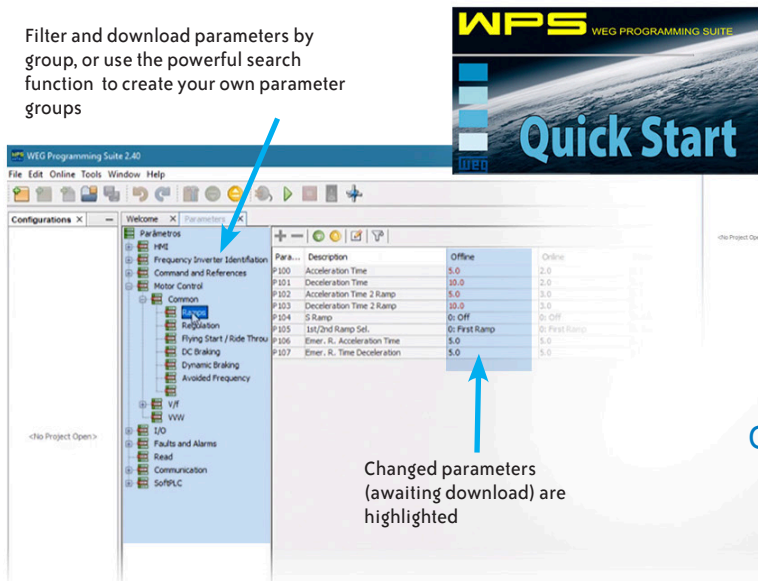 Filter and download parameters by
group, or use the powerful search
function to create your own parameter
groups
WPS WEG PROGRAMMING SUITE
Quick Start
weg
WEG Programming Suite 2.40
File Edit Online Tools Window Help
Configurations
Welcome Parameters
Parâmetros
HMI
Frequency Inverter Identifiation
Command and References
Motor Control
Common
Ramps
Regulation
Flying Start / Ride Throu
DC Braking
Dynamic Braking
Avoided Frequency
V/f
VVW
I/O
Faults and Alarms
Read
Communication
SoftPLC
Para... Description Offline Online
P100 Acceleration Time 5.0 2.0
P101 Deceleration Time 10.0 2.0
P102 Acceleration Time 2 Ramp 5.0 3.0
P103 Deceleration Time 2 Ramp 10.0 3.0
P104 S Ramp 0: Off 0: Off
P105 1st/2nd Ramp Sel. 0: First Ramp 0: First Ramp
P106 Emer. R. Acceleration Time 5.0 5.0
P107 Emer. R. Time Deceleration 5.0 5.0
<No Project Open>
<No Project Ope
Changed parameters
(awaiting download) are
highlighted